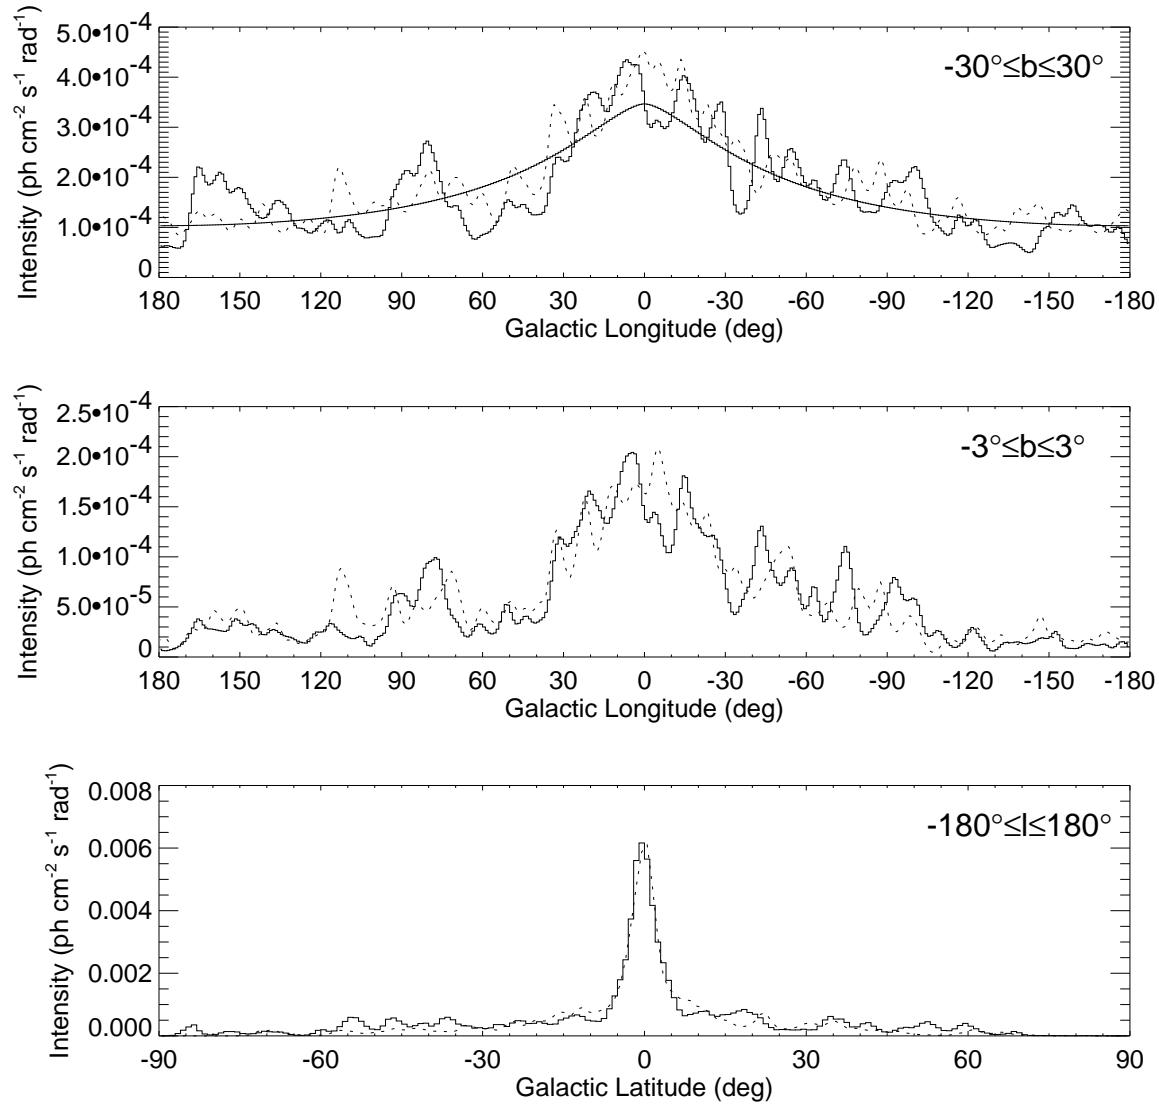 Intensity (ph cm-2 s-1 rad-1)
5.0•10-4
4.0•10-4
3.0•10-4
2.0•10-4
1.0•10-4
0
-30°≤b≤30°
180 150 120 90 60 30 0 -30 -60 -90 -120 -150 -180
Galactic Longitude (deg)
Intensity (ph cm-2 s-1 rad-1)
2.5•10-4
2.0•10-4
1.5•10-4
1.0•10-4
5.0•10-5
0
-3°≤b≤3°
180 150 120 90 60 30 0 -30 -60 -90 -120 -150 -180
Galactic Longitude (deg)
Intensity (ph cm-2 s-1 rad-1)
0.008
0.006
0.004
0.002
0.000
-180°≤l≤180°
-90 -60 -30 0 30 60 90
Galactic Latitude (deg)